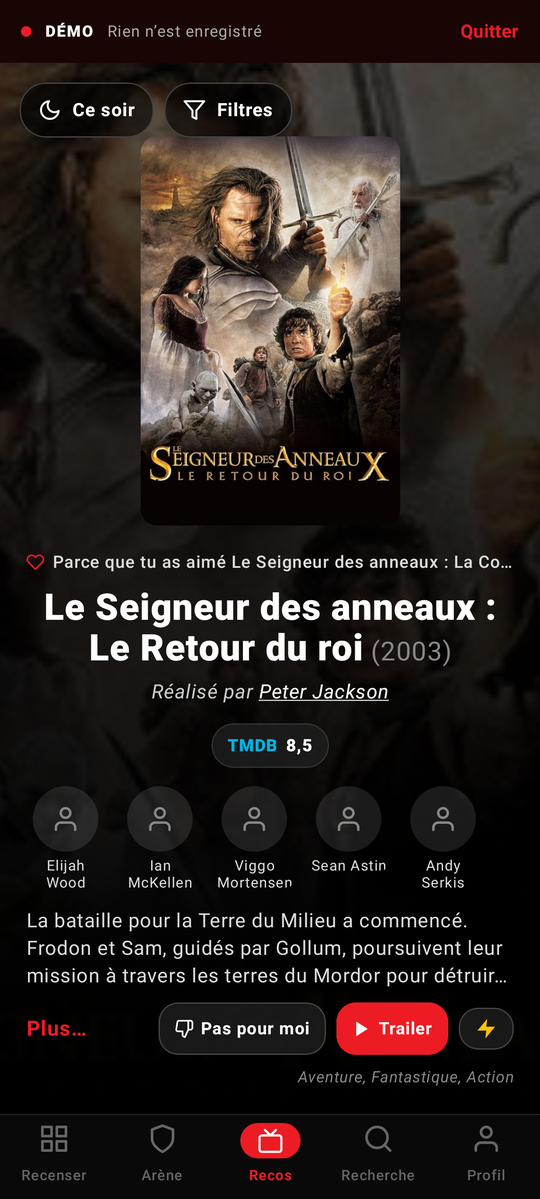 DÉMO Rien n'est enregistré Quitter
Ce soir Filtres
LE
SEIGNEUR DES ANNEAUX
LE RETOUR DU ROI
Parce que tu as aimé Le Seigneur des anneaux : La Co…
Le Seigneur des anneaux :
Le Retour du roi (2003)
Réalisé par Peter Jackson
TMDB 8,5
Elijah Wood
Ian McKellen
Viggo Mortensen
Sean Astin
Andy Serkis
La bataille pour la Terre du Milieu a commencé.
Frodon et Sam, guidés par Gollum, poursuivent leur
mission à travers les terres du Mordor pour détruir…
Plus… Pas pour moi Trailer
Aventure, Fantastique, Action
Recenser Arène Recos Recherche Profil